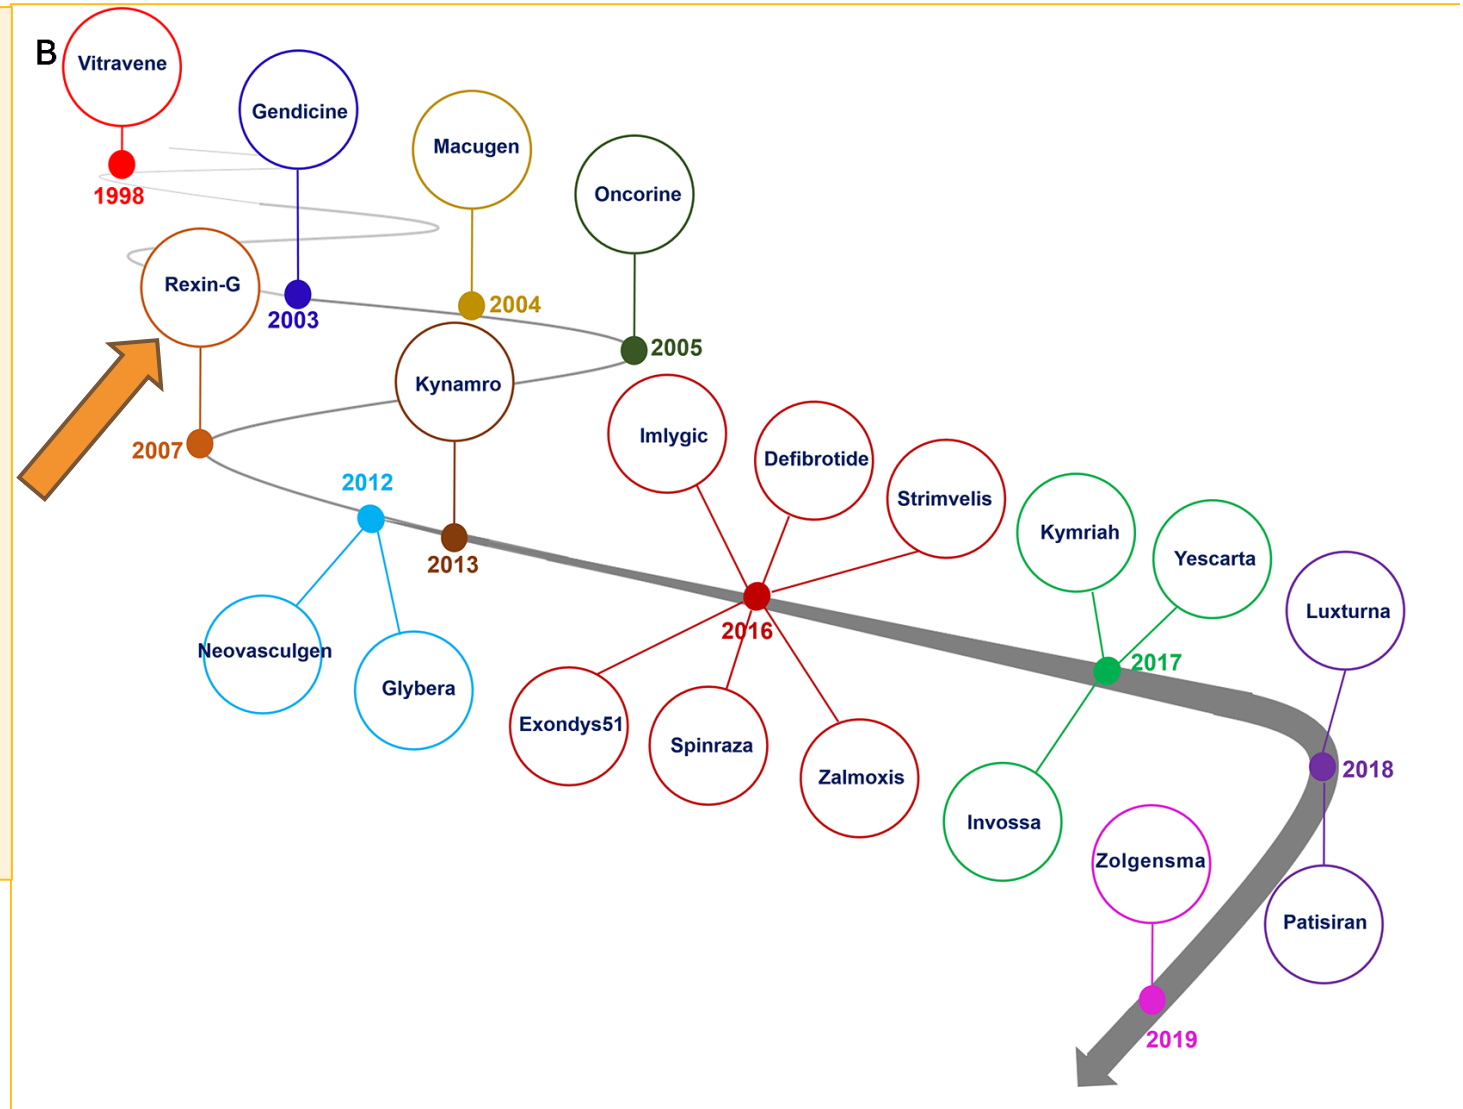 B
Vitravene
1998
Gendicine
2003
Macugen
2004
Oncorine
2005
Rexin-G
2007
Kynamro
2013
2012
Neovasculgen
Glybera
Imlygic
Defibrotide
Strimvelis
2016
Exondys51
Spinraza
Zalmoxis
Kymriah
Yescarta
2017
Invossa
Luxturna
2018
Patisiran
Zolgensma
2019